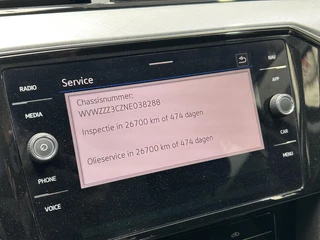 Service
RADIO
MEDIA
PHONE
VOICE
Chassisnummer:
WVWZZZ3CZNE038288
Inspectie in 26700 km of 474 dagen
Olieservice in 26700 km of 474 dagen
NAV
APP
CAR
MENU